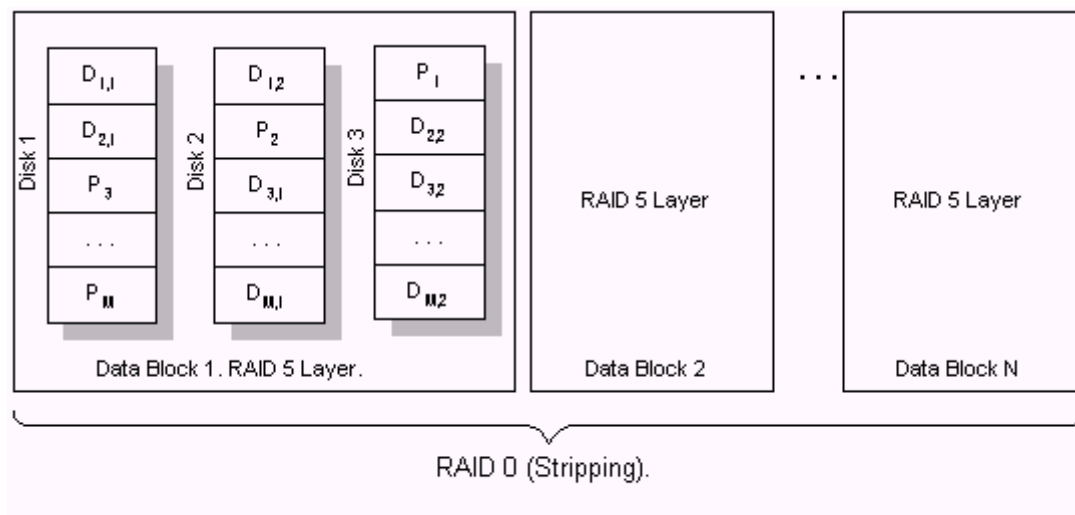 Disk 1
D1,1
D2,1
P3
...
PM
Disk 2
D1,2
P2
D3,1
...
DM,1
Disk 3
P1
D2,2
D3,2
...
DM,2
Data Block 1. RAID 5 Layer.
RAID 5 Layer
Data Block 2
...
RAID 5 Layer
Data Block N
RAID 0 (Stripping).